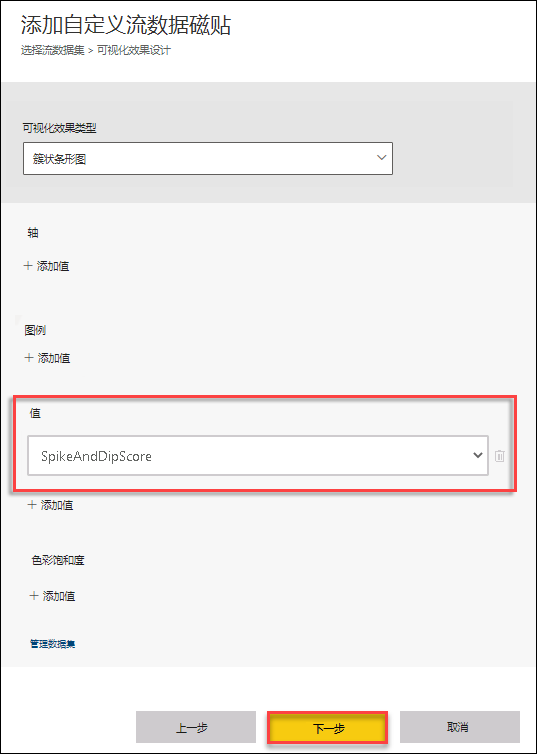 添加自定义流数据磁贴
选择流数据集 > 可视化效果设计
可视化效果类型
簇状条形图
轴
+ 添加值
图例
+ 添加值
值
SpikeAndDipScore
+ 添加值
色彩饱和度
+ 添加值
管理数据集
上一步 下一步 取消